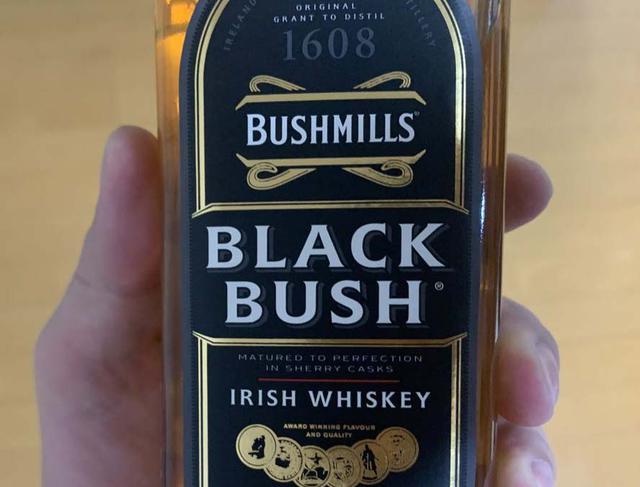 ORIGINAL
GRANT TO DISTIL
1608
BUSHMILLS®
BLACK
BUSH®
MATURED TO PERFECTION
IN SHERRY CASKS
IRISH WHISKEY
AWARD WINNING FLAVOUR
AND QUALITY